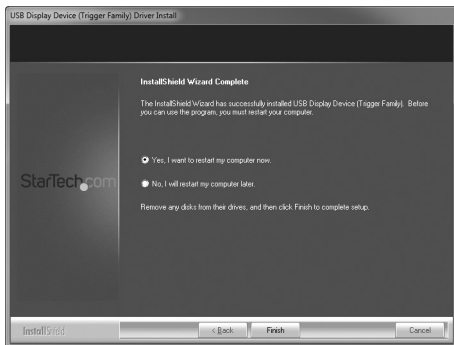 USB Display Device (Trigger Family) Driver Install
InstallShield Wizard Complete
The InstallShield Wizard has successfully installed USB Display Device (Trigger Family). Before
you can use the program, you must restart your computer.
Yes, I want to restart my computer now.
No, I will restart my computer later.
Remove any disks from their drives, and then click Finish to complete setup.
StarTech.com
InstallShield
< Back
Finish
Cancel